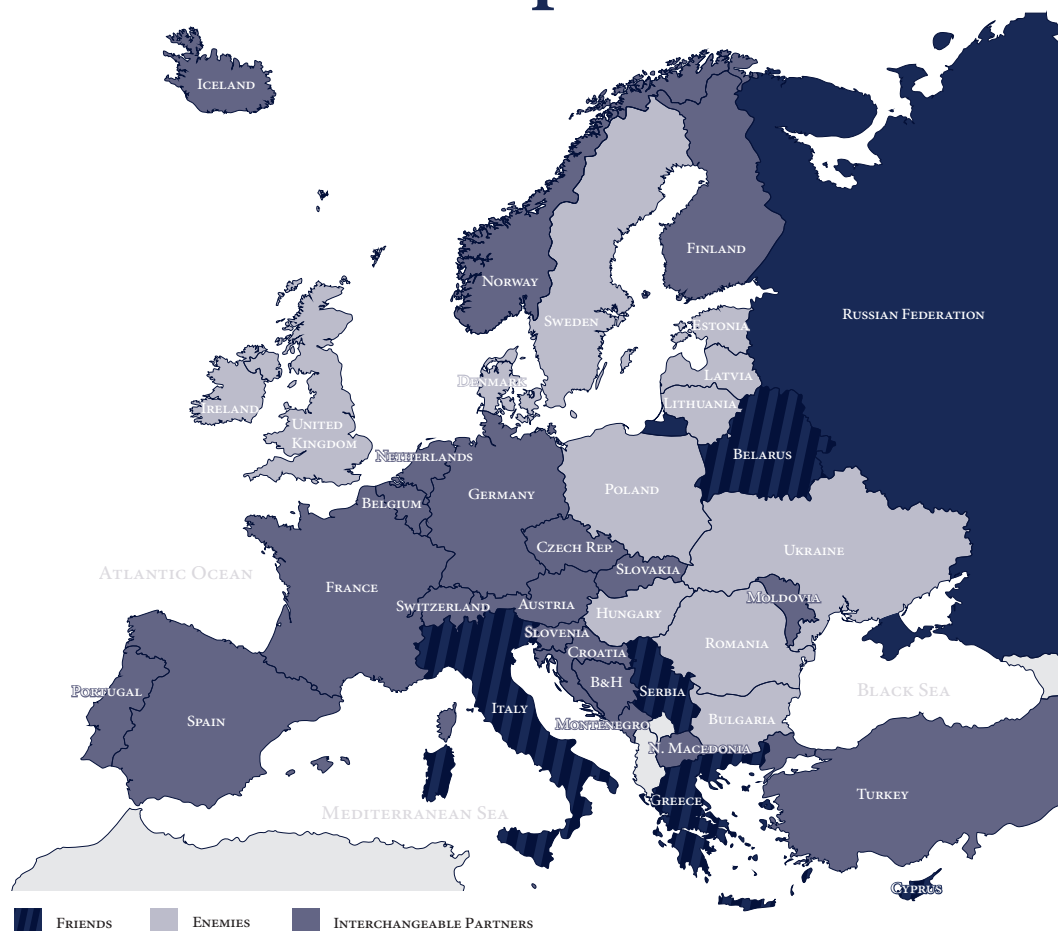 Iceland
Finland
Norway
Russian Federation
Sweden
Estonia
Latvia
Denmark
Lithuania
Ireland
United
Kingdom
Netherlands
Belarus
Germany
Poland
Belgium
Czech Rep.
Ukraine
Slovakia
Atlantic Ocean
France
Moldovia
Switzerland
Austria
Hungary
Slovenia
Romania
Croatia
B&H
Portugal
Serbia
Black Sea
Italy
Spain
Montenegro
Bulgaria
N. Macedonia
Turkey
Greece
Mediterranean Sea
Cyprus
Friends
Enemies
Interchangeable Partners